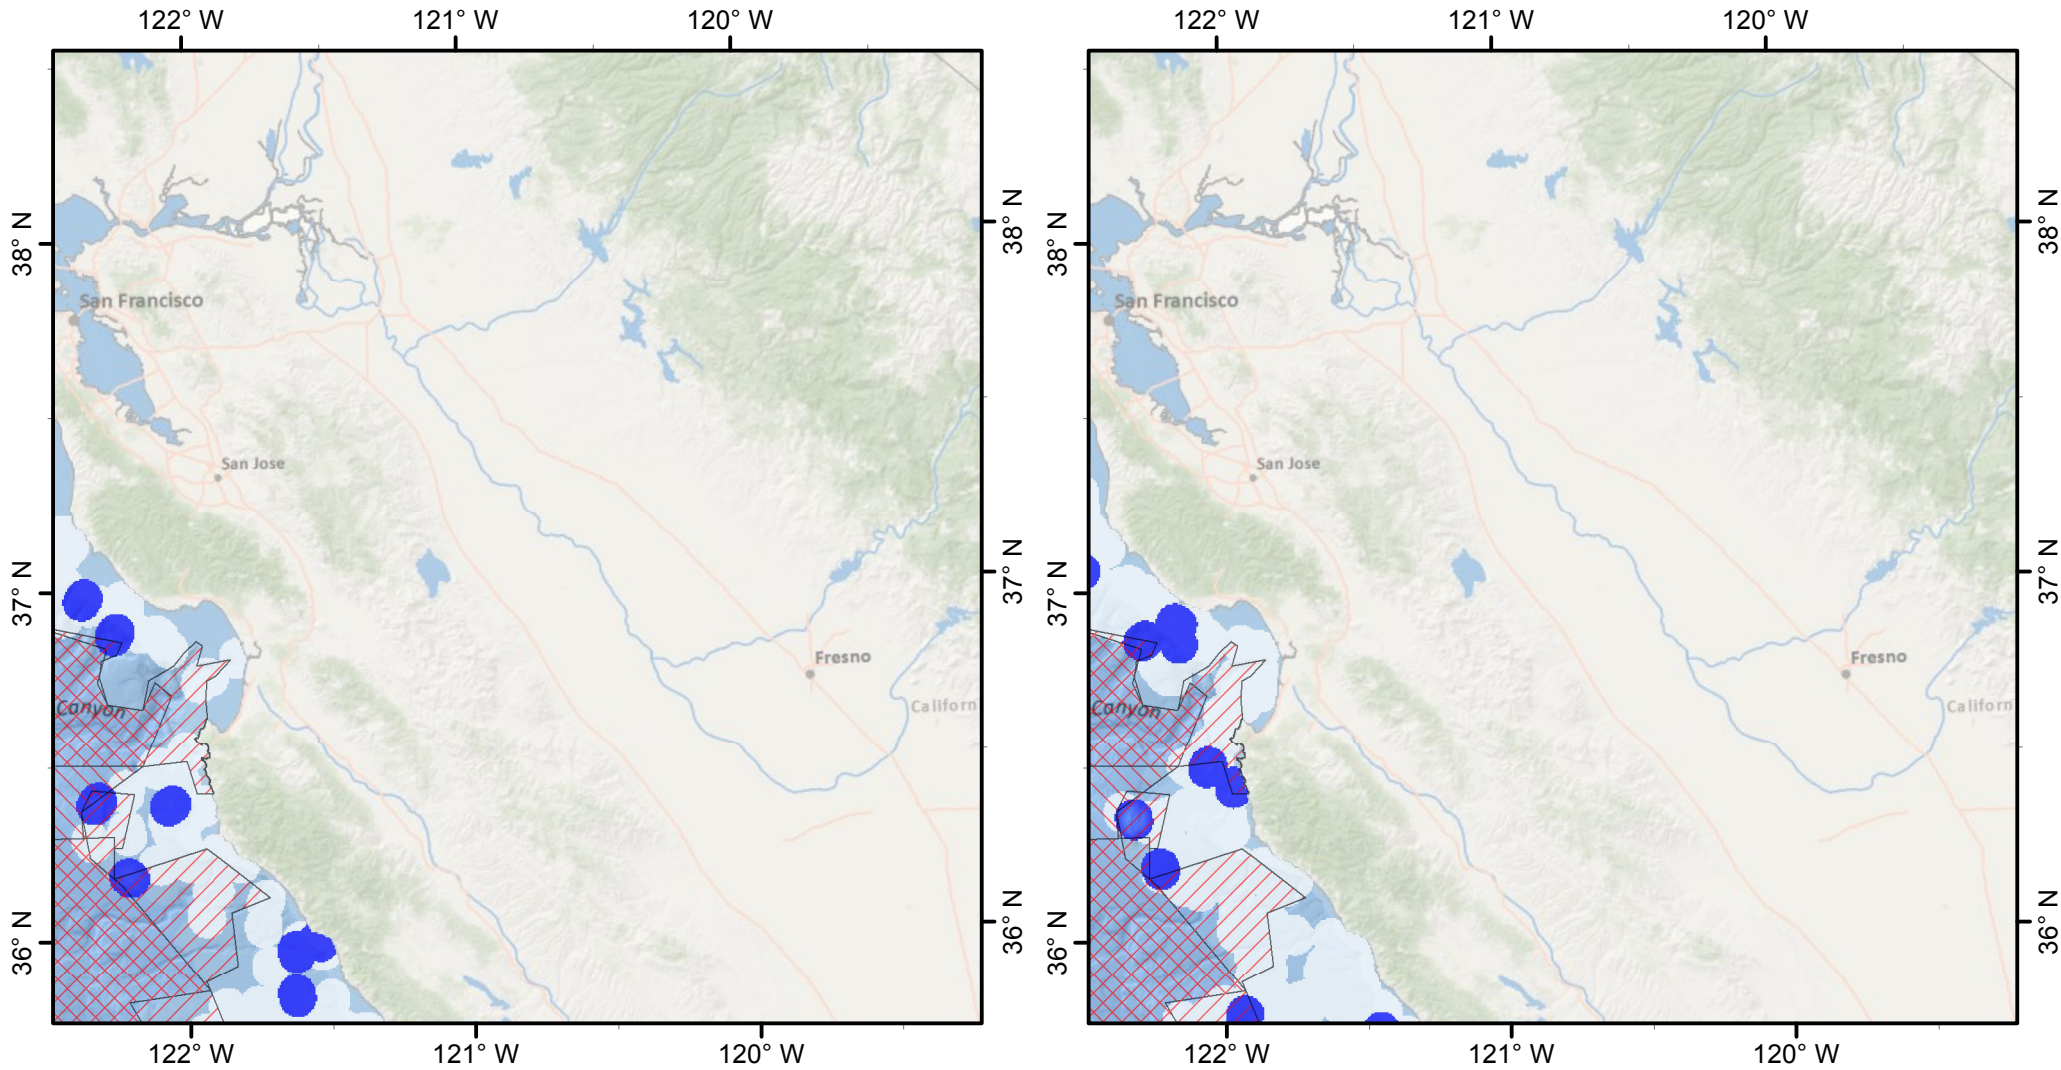 122° W 121° W 120° W 122° W 121° W 120° W
38° N 38° N 38° N 38° N
San Francisco San Francisco
San Jose San Jose
37° N 37° N 37° N 37° N
Fresno Fresno
Canyon Californ Canyon Californ
36° N 36° N 36° N 36° N
122° W 121° W 120° W 122° W 121° W 120° W